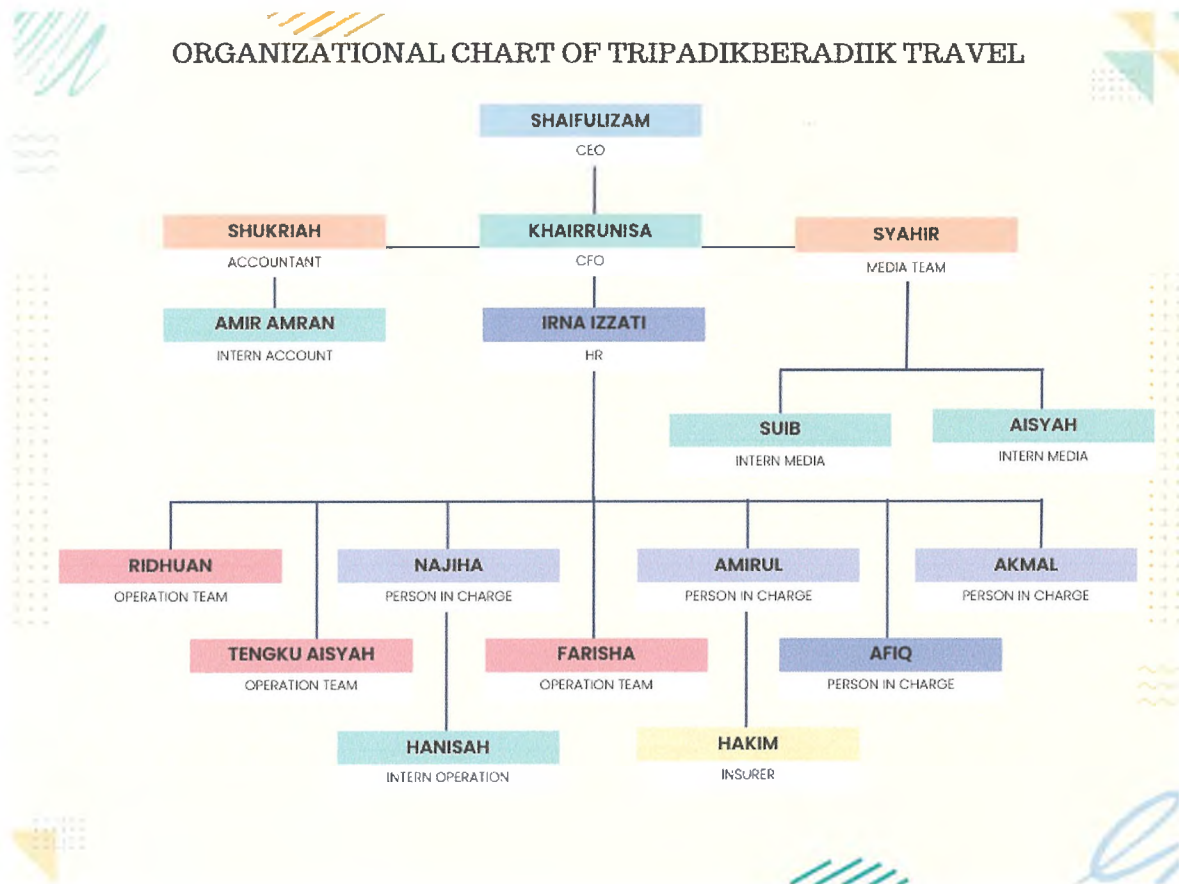 ORGANIZATIONAL CHART OF TRIPADIKBERADIIK TRAVEL
SHAIFULIZAM
CEO
SHUKRIAH
ACCOUNTANT
KHAIRRUNISA
CFO
SYAHIR
MEDIA TEAM
AMIR AMRAN
INTERN ACCOUNT
IRNA IZZATI
HR
SUIB
INTERN MEDIA
AISYAH
INTERN MEDIA
RIDHUAN
OPERATION TEAM
NAJIHA
PERSON IN CHARGE
AMIRUL
PERSON IN CHARGE
AKMAL
PERSON IN CHARGE
TENGKU AISYAH
OPERATION TEAM
FARISHA
OPERATION TEAM
AFIQ
PERSON IN CHARGE
HANISAH
INTERN OPERATION
HAKIM
INSURER